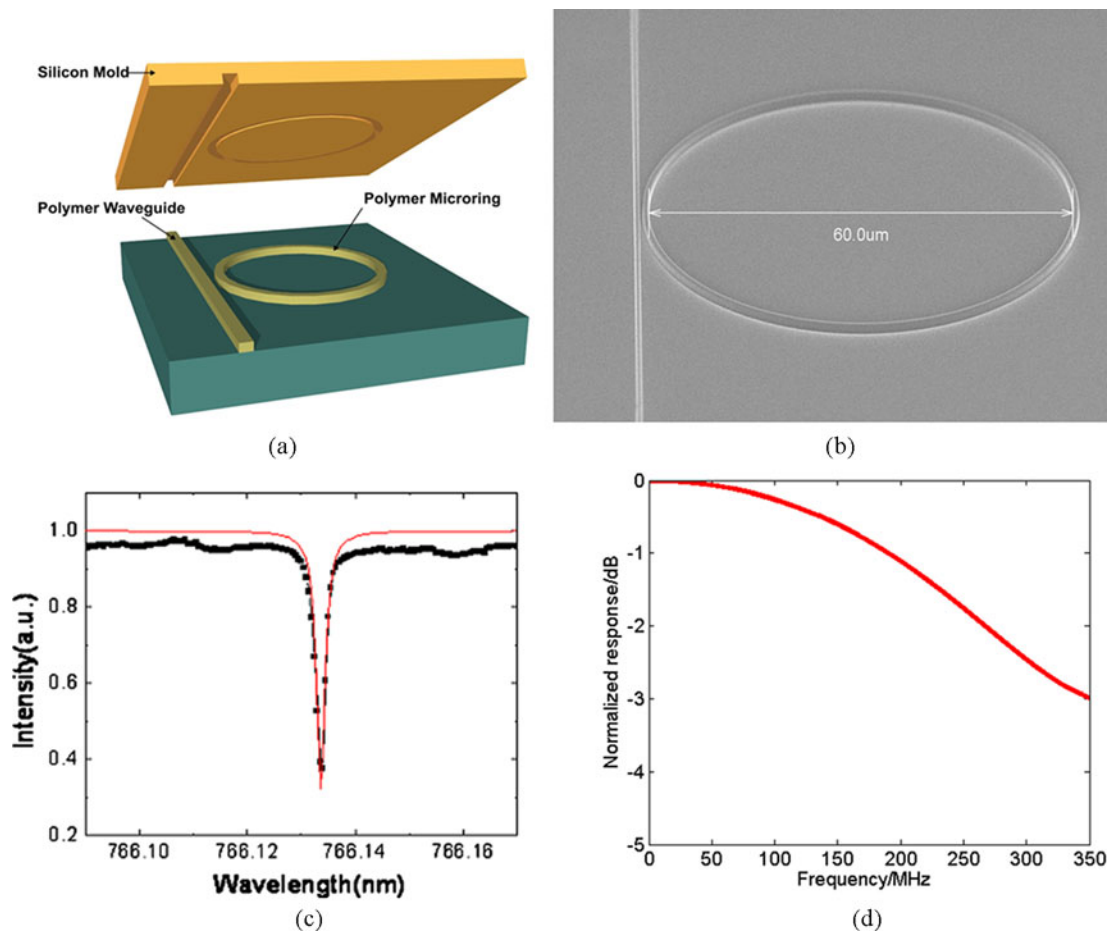 Silicon Mold
Polymer Waveguide
Polymer Microring
(a)
60.0um
(b)
Intensity(a.u.)
1.0
0.8
0.6
0.4
0.2
766.10
766.12
766.14
766.16
Wavelength(nm)
(c)
Normalized response/dB
0
-1
-2
-3
-4
-5
0
50
100
150
200
250
300
350
Frequency/MHz
(d)